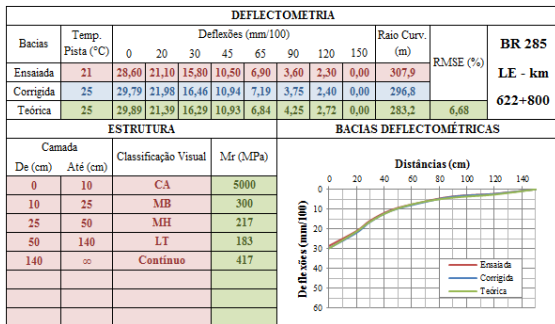 DEFLECTOMETRIA
Bacias Temp. Pista (°C) Deflexões (mm/100) Raio Curv. (m) RMSE (%) BR 285 LE - km 622+800
0 20 30 45 65 90 120 150
Ensaiada 21 28,60 21,10 15,80 10,50 6,90 3,60 2,30 0,00 307,9
Corrigida 25 29,79 21,98 16,46 10,94 7,19 3,75 2,40 0,00 296,8
Teórica 25 29,89 21,39 16,29 10,93 6,84 4,25 2,72 0,00 283,2 6,68
ESTRUTURA BACIAS DEFLECTOMÉTRICAS
Camada Classificação Visual Mr (MPa)
De (cm) Até (cm)
0 10 CA 5000
10 25 MB 300
25 50 MH 217
50 140 LT 183
140 ∞ Contínuo 417
Distâncias (cm)
0 20 40 60 80 100 120 140
Deflexões (mm/100)
0
10
20
30
40
50
60
Ensaiada
Corrigida
Teórica